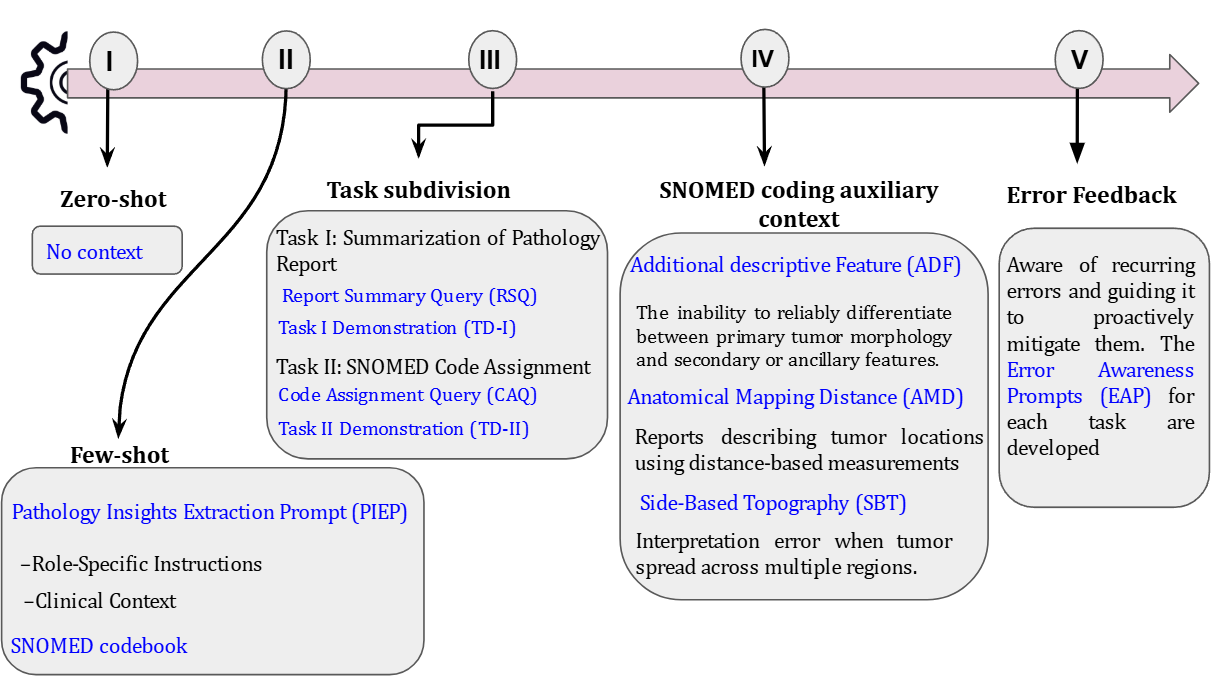 I
II
III
IV
V
Zero-shot
No context
Few-shot
Pathology Insights Extraction Prompt (PIEP)
–Role-Specific Instructions
–Clinical Context
SNOMED codebook
Task subdivision
Task I: Summarization of Pathology
Report
Report Summary Query (RSQ)
Task I Demonstration (TD-I)
Task II: SNOMED Code Assignment
Code Assignment Query (CAQ)
Task II Demonstration (TD-II)
SNOMED coding auxiliary
context
Additional descriptive Feature (ADF)
The inability to reliably differentiate
between primary tumor morphology
and secondary or ancillary features.
Anatomical Mapping Distance (AMD)
Reports describing tumor locations
using distance-based measurements
Side-Based Topography (SBT)
Interpretation error when tumor
spread across multiple regions.
Error Feedback
Aware of recurring
errors and guiding it
to proactively
mitigate them. The
Error Awareness
Prompts (EAP) for
each task are
developed